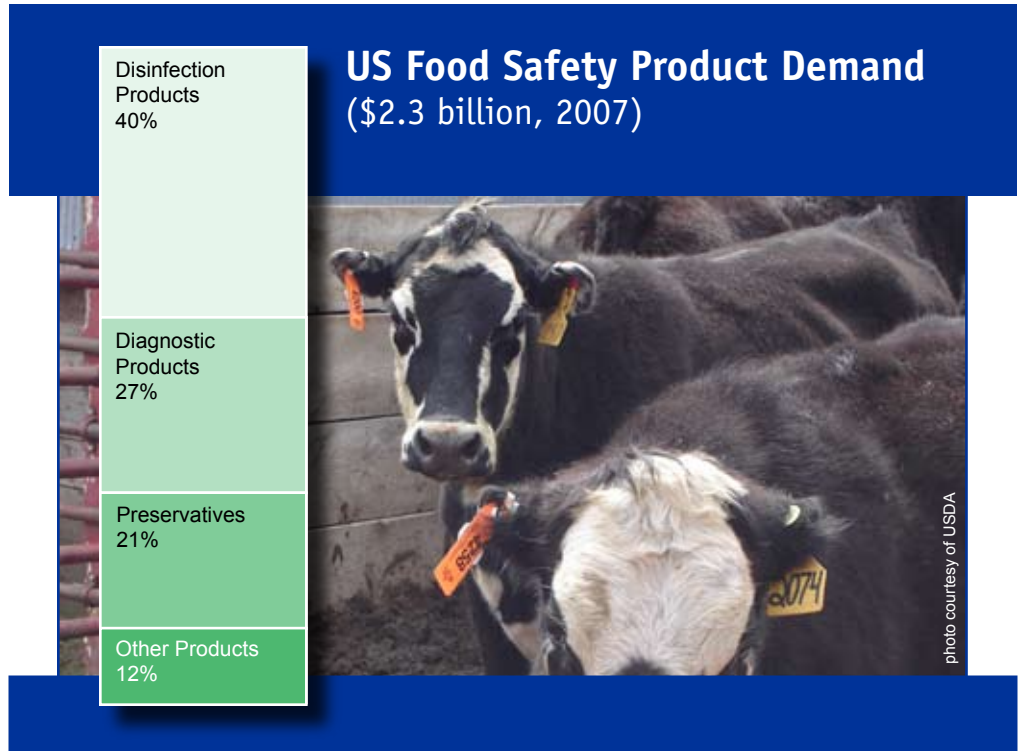 US Food Safety Product Demand
($2.3 billion, 2007)
Disinfection
Products
40%
Diagnostic
Products
27%
Preservatives
21%
Other Products
12%
2074
photo courtesy of USDA